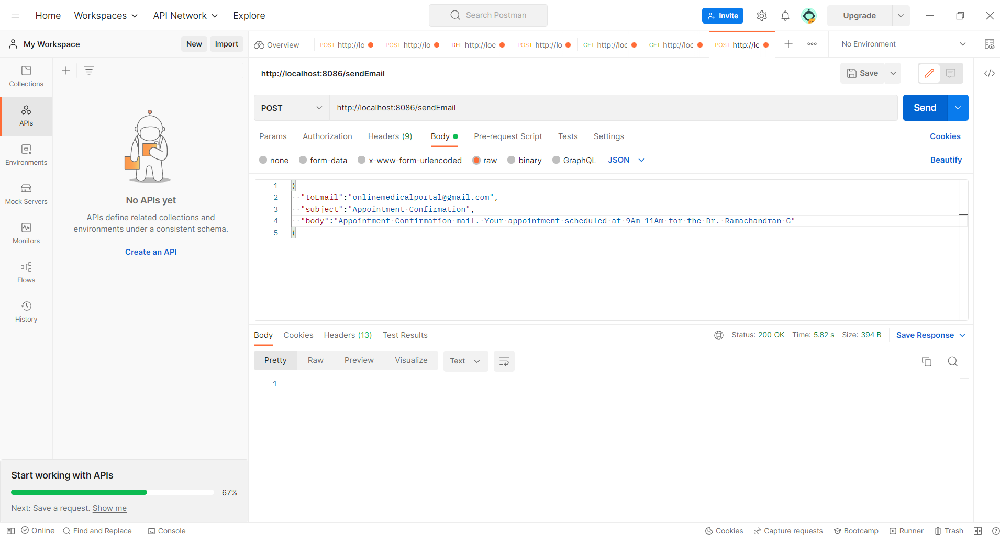 Home Workspaces API Network Explore Search Postman Invite Upgrade
My Workspace New Import Overview POST http://lc POST http://lo DEL http://loc POST http://lo GET http://loc GET http://loc POST http://lo No Environment
Collections
APIs
Environments
Mock Servers
Monitors
Flows
History
No APIs yet
APIs define related collections and
environments under a consistent schema.
Create an API
http://localhost:8086/sendEmail Save
POST http://localhost:8086/sendEmail Send
Params Authorization Headers (9) Body Pre-request Script Tests Settings Cookies
none form-data x-www-form-urlencoded raw binary GraphQL JSON Beautify
1 {
2 "toEmail":"onlinemedicalportal@gmail.com",
3 "subject":"Appointment Confirmation",
4 "body":"Appointment Confirmation mail. Your appointment scheduled at 9Am-11Am for the Dr. Ramachandran G"
5 }
Body Cookies Headers (13) Test Results Status: 200 OK Time: 5.82 s Size: 394 B Save Response
Pretty Raw Preview Visualize Text
1
Start working with APIs
67%
Next: Save a request. Show me
Online Find and Replace Console Cookies Capture requests Bootcamp Runner Trash